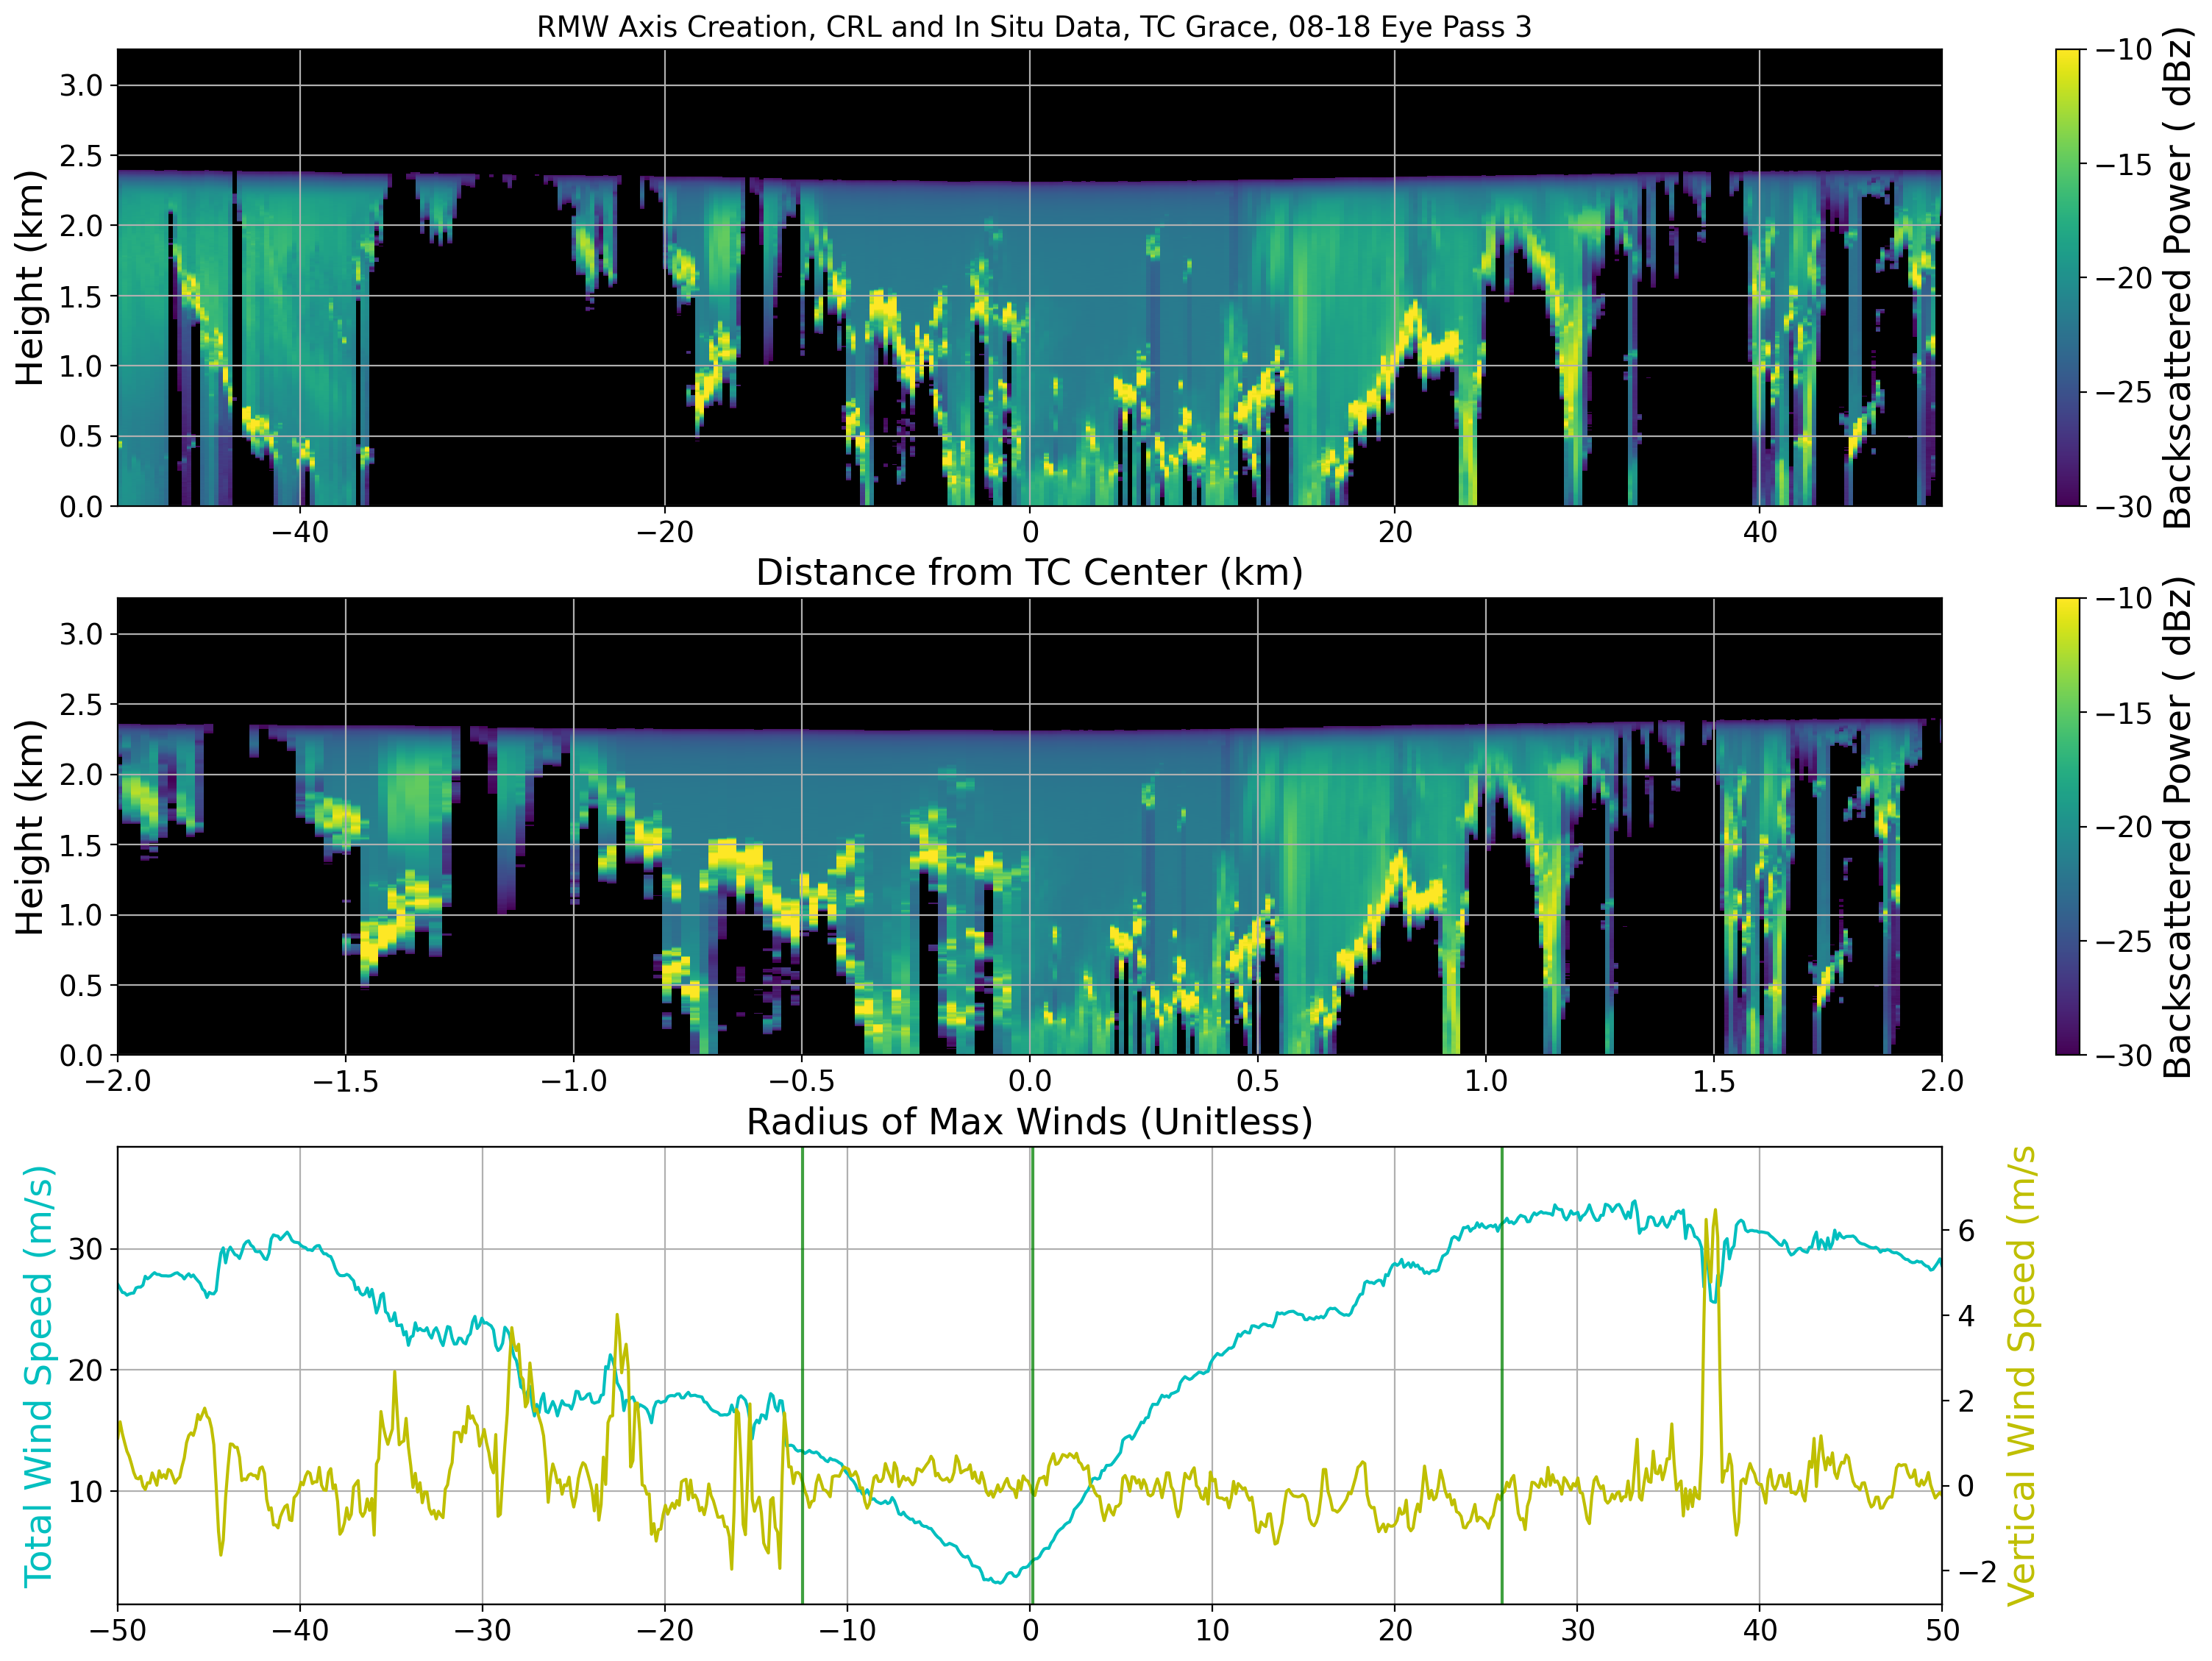 RMW Axis Creation, CRL and In Situ Data, TC Grace, 08-18 Eye Pass 3
Height (km)
3.0
2.5
2.0
1.5
1.0
0.5
0.0
−40 −20 0 20 40
Distance from TC Center (km)
−10
−15
−20
−25
−30
Backscattered Power ( dBz)
Height (km)
3.0
2.5
2.0
1.5
1.0
0.5
0.0
−2.0 −1.5 −1.0 −0.5 0.0 0.5 1.0 1.5 2.0
Radius of Max Winds (Unitless)
−10
−15
−20
−25
−30
Backscattered Power ( dBz)
Total Wind Speed (m/s)
30
20
10
−50 −40 −30 −20 −10 0 10 20 30 40 50
6
4
2
0
−2
Vertical Wind Speed (m/s